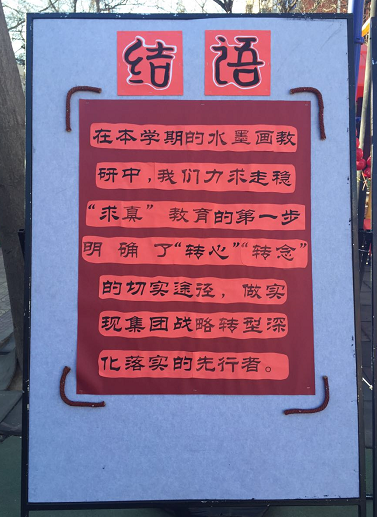 结语
在本学期的水墨画教
研中,我们力求走稳
“求真”教育的第一步
明 确了“转心”“转念”
的切实途径，做实
现集团战略转型深
化落实的先行者。